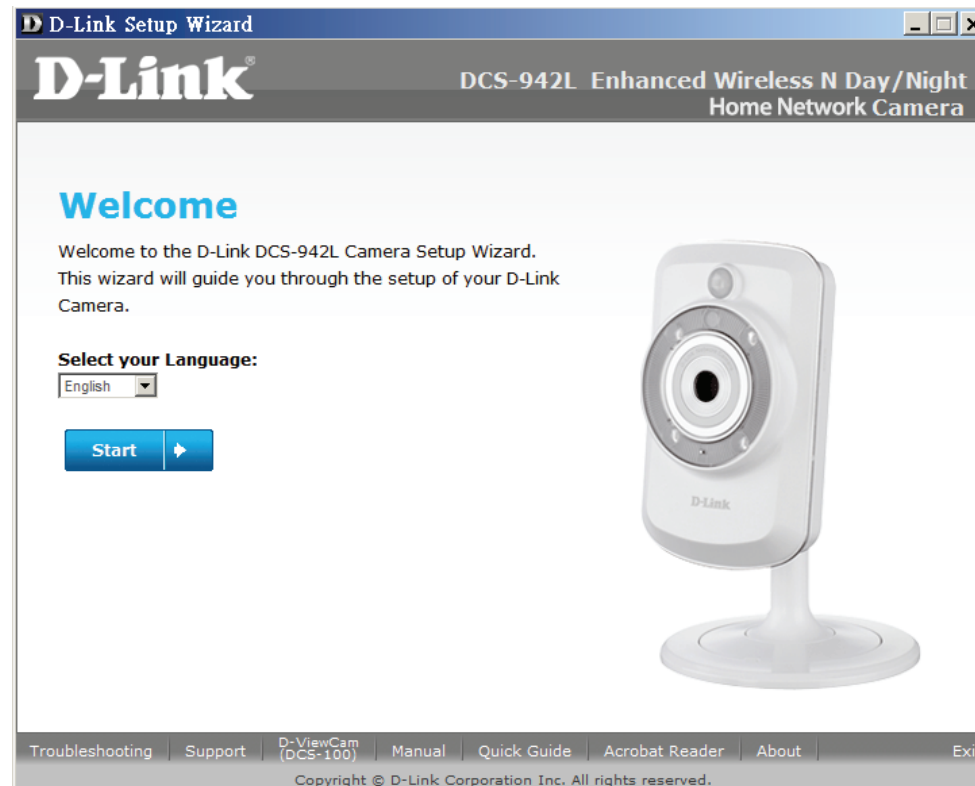 D-Link Setup Wizard
D-Link®
DCS-942L Enhanced Wireless N Day/Night
Home Network Camera
Welcome
Welcome to the D-Link DCS-942L Camera Setup Wizard.
This wizard will guide you through the setup of your D-Link
Camera.
Select your Language:
English
Start
D-Link
Troubleshooting Support D-ViewCam (DCS-100) Manual Quick Guide Acrobat Reader About Exi
Copyright © D-Link Corporation Inc. All rights reserved.